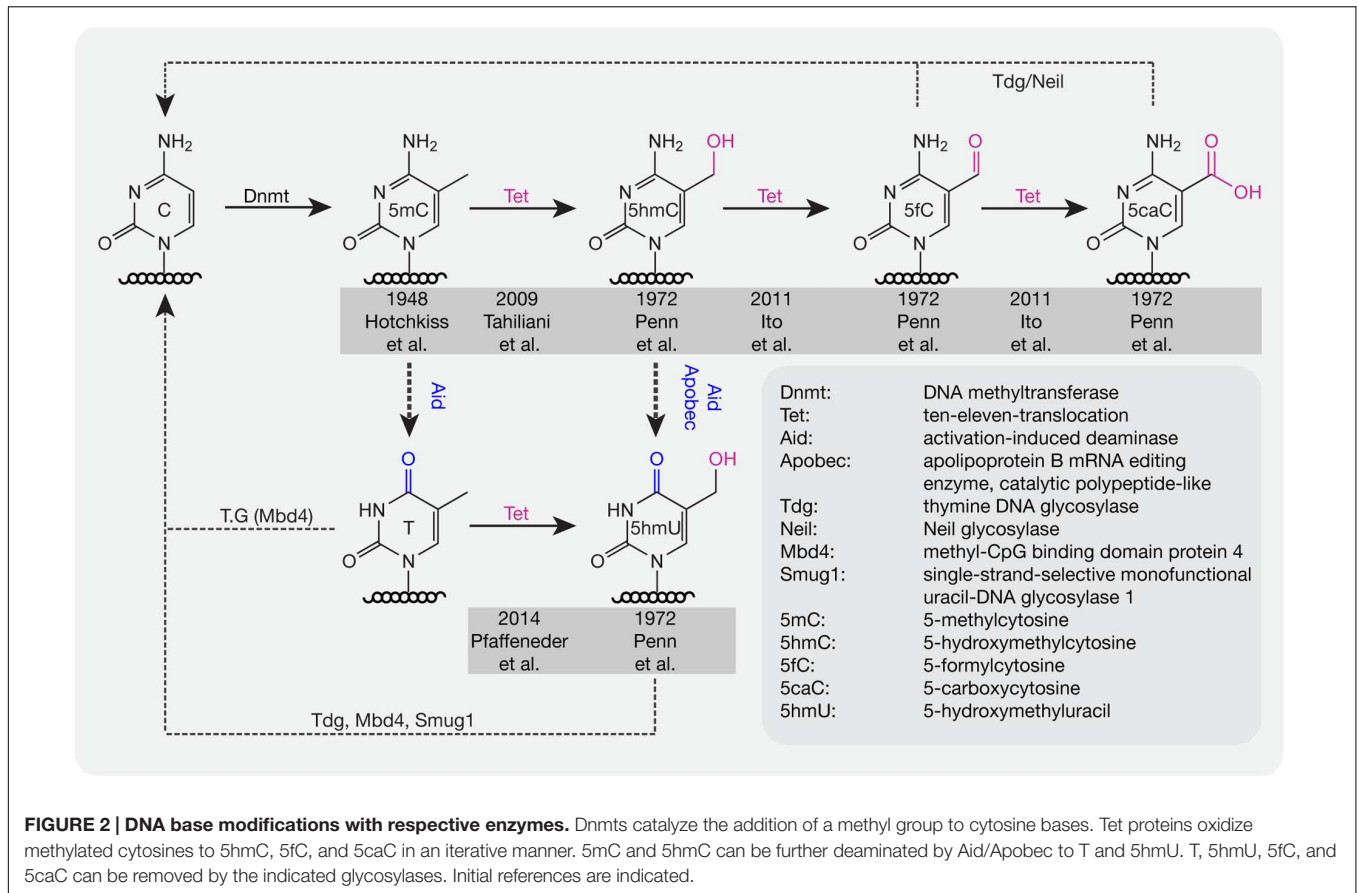 Tdg/Neil
NH₂
N
C
O
N
Dnmt
NH₂
N
5mC
O
N
Tet
NH₂
OH
N
5hmC
O
N
Tet
NH₂
O
N
5fC
O
N
Tet
NH₂
O
OH
N
5caC
O
N
1948
Hotchkiss
et al.
2009
Tahiliani
et al.
1972
Penn
et al.
2011
Ito
et al.
1972
Penn
et al.
2011
Ito
et al.
1972
Penn
et al.
Aid
Aid
Apobec
T.G (Mbd4)
O
HN
T
O
N
Tet
O
OH
HN
5hmU
O
N
2014
Pfaffeneder
et al.
1972
Penn
et al.
Tdg, Mbd4, Smug1
Dnmt: DNA methyltransferase
Tet: ten-eleven-translocation
Aid: activation-induced deaminase
Apobec: apolipoprotein B mRNA editing
enzyme, catalytic polypeptide-like
Tdg: thymine DNA glycosylase
Neil: Neil glycosylase
Mbd4: methyl-CpG binding domain protein 4
Smug1: single-strand-selective monofunctional
uracil-DNA glycosylase 1
5mC: 5-methylcytosine
5hmC: 5-hydroxymethylcytosine
5fC: 5-formylcytosine
5caC: 5-carboxycytosine
5hmU: 5-hydroxymethyluracil
FIGURE 2 | DNA base modifications with respective enzymes. Dnmts catalyze the addition of a methyl group to cytosine bases. Tet proteins oxidize
methylated cytosines to 5hmC, 5fC, and 5caC in an iterative manner. 5mC and 5hmC can be further deaminated by Aid/Apobec to T and 5hmU. T, 5hmU, 5fC, and
5caC can be removed by the indicated glycosylases. Initial references are indicated.